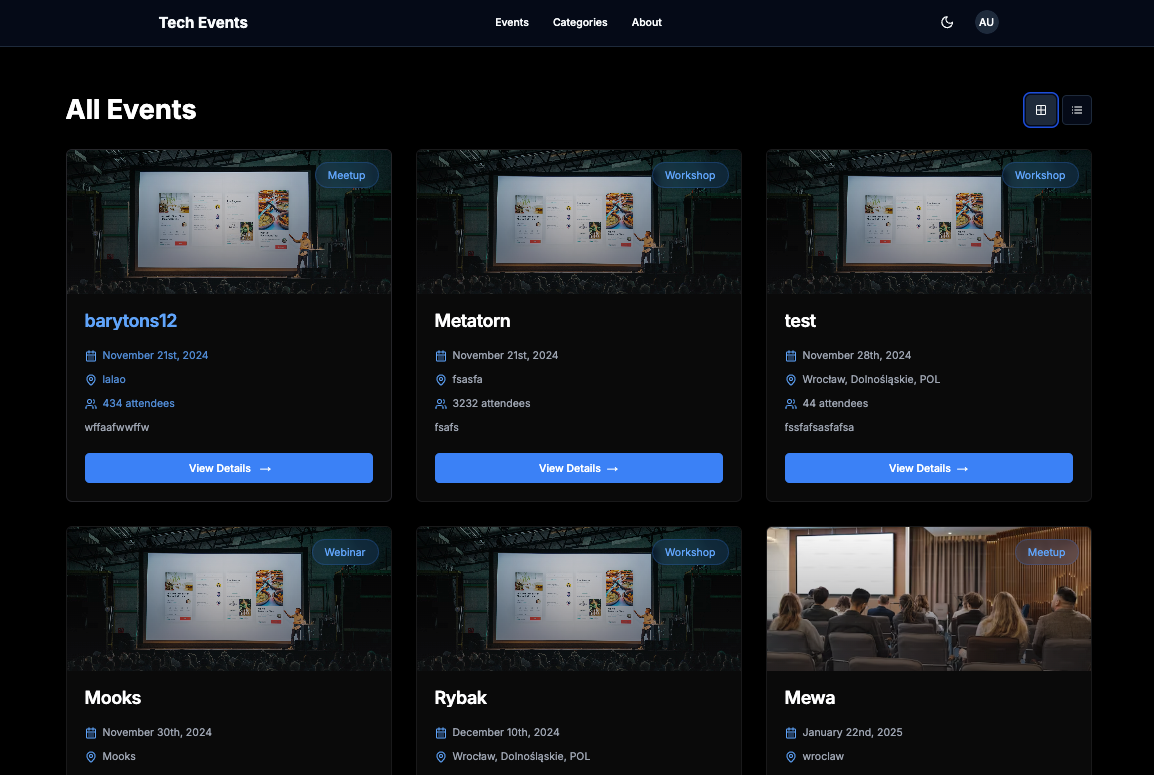 Tech Events
Events Categories About
AU
All Events
Meetup
barytons12
November 21st, 2024
lalao
434 attendees
wffaafwwffw
View Details →
Workshop
Metatorn
November 21st, 2024
fsasfa
3232 attendees
fsafs
View Details →
Workshop
test
November 28th, 2024
Wrocław, Dolnośląskie, POL
44 attendees
fssfafsasfafsa
View Details →
Webinar
Mooks
November 30th, 2024
Mooks
Workshop
Rybak
December 10th, 2024
Wrocław, Dolnośląskie, POL
Meetup
Mewa
January 22nd, 2025
wroclaw